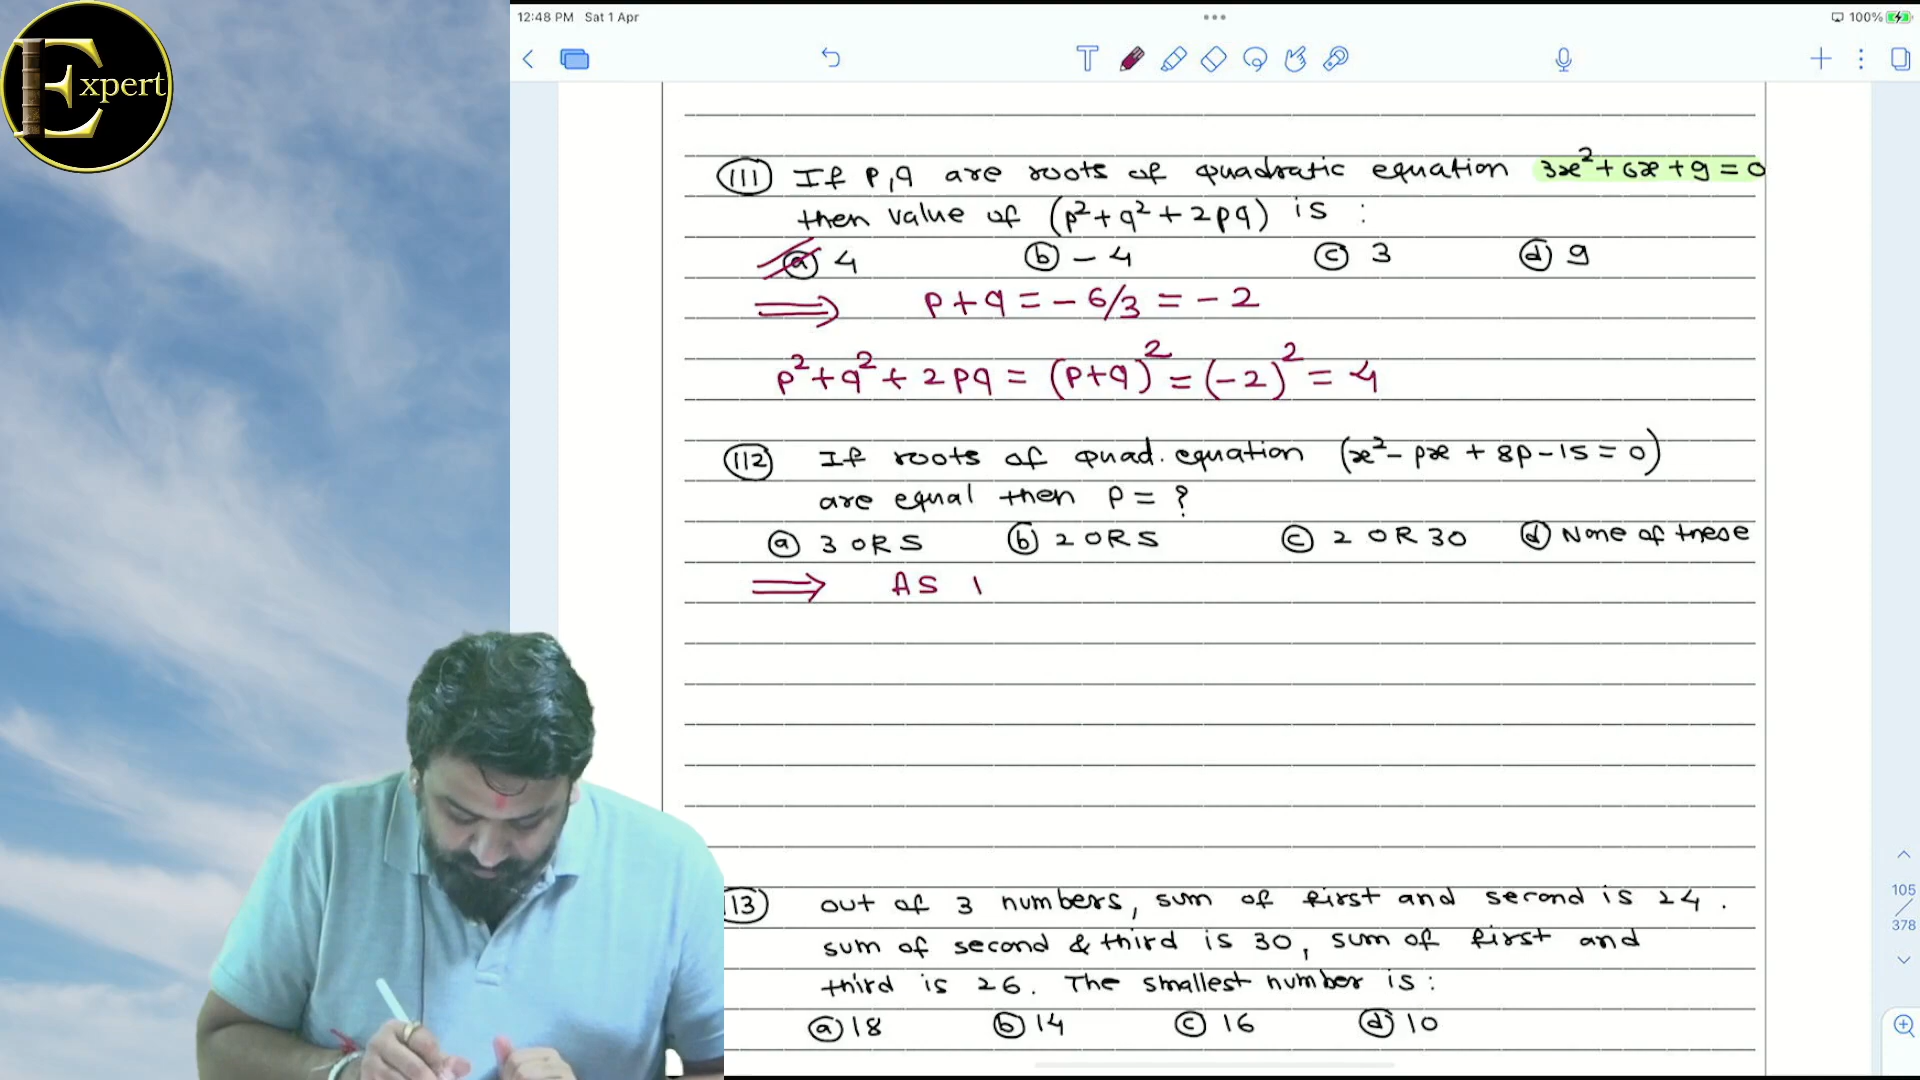 Expert
12:48 PM Sat 1 Apr
100%
T
(111) If p,q are roots of quadratic equation 3x²+6x+9=0
then value of (p²+q²+2pq) is :
(a) 4 (b) -4 (c) 3 (d) 9
⟹ p+q = -6/3 = -2
p²+q²+2pq = (p+q)² = (-2)² = 4
(112) If roots of quad. equation (x²-px+8p-15=0)
are equal then p = ?
(a) 3 OR 5 (b) 2 OR 5 (c) 2 OR 30 (d) None of these
⟹ AS
113) out of 3 numbers, sum of first and second is 24.
sum of second & third is 30, sum of first and
third is 26. The smallest number is:
(a) 18 (b) 14 (c) 16 (d) 10
105
/
378